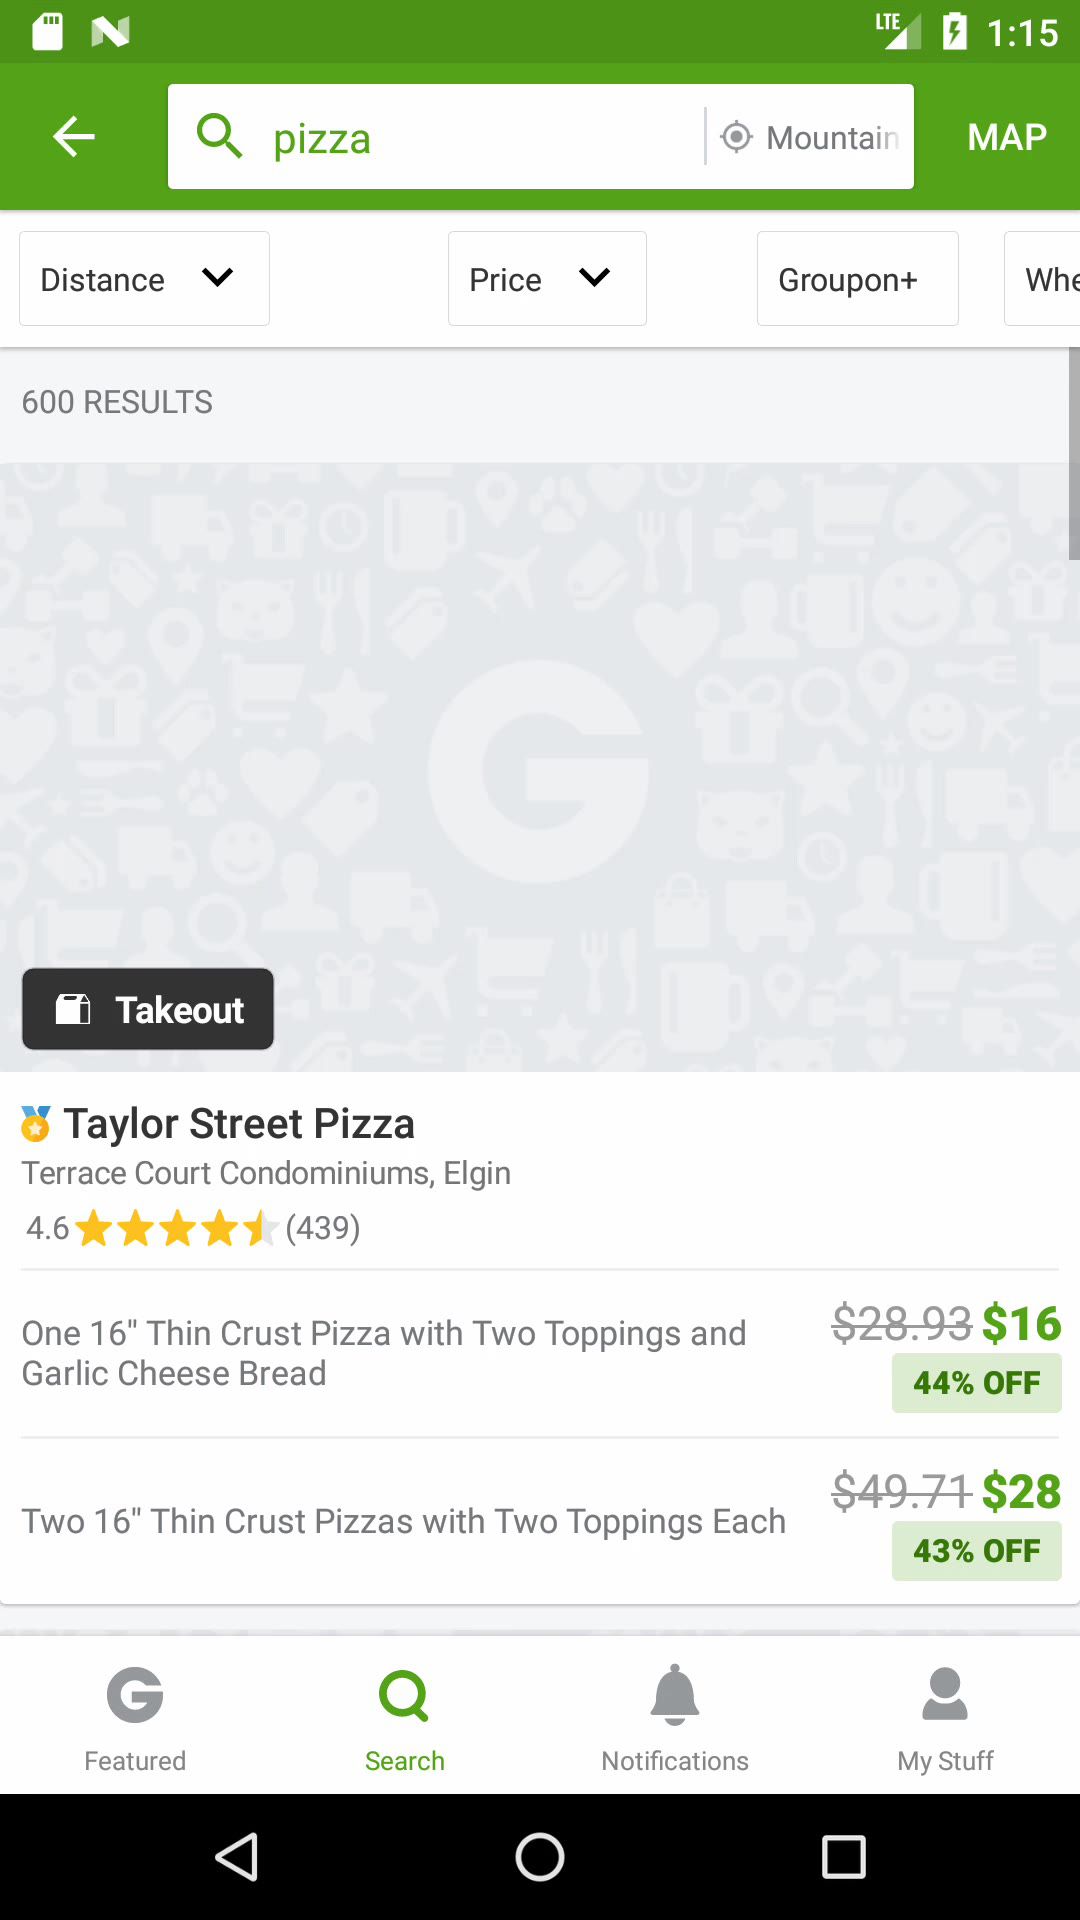 LTE 1:15
pizza Mountain MAP
Distance Price Groupon+ Whe
600 RESULTS
G
Takeout
Taylor Street Pizza
Terrace Court Condominiums, Elgin
4.6 (439)
One 16" Thin Crust Pizza with Two Toppings and
Garlic Cheese Bread
$28.93 $16
44% OFF
Two 16" Thin Crust Pizzas with Two Toppings Each
$49.71 $28
43% OFF
G
Featured Search Notifications My Stuff